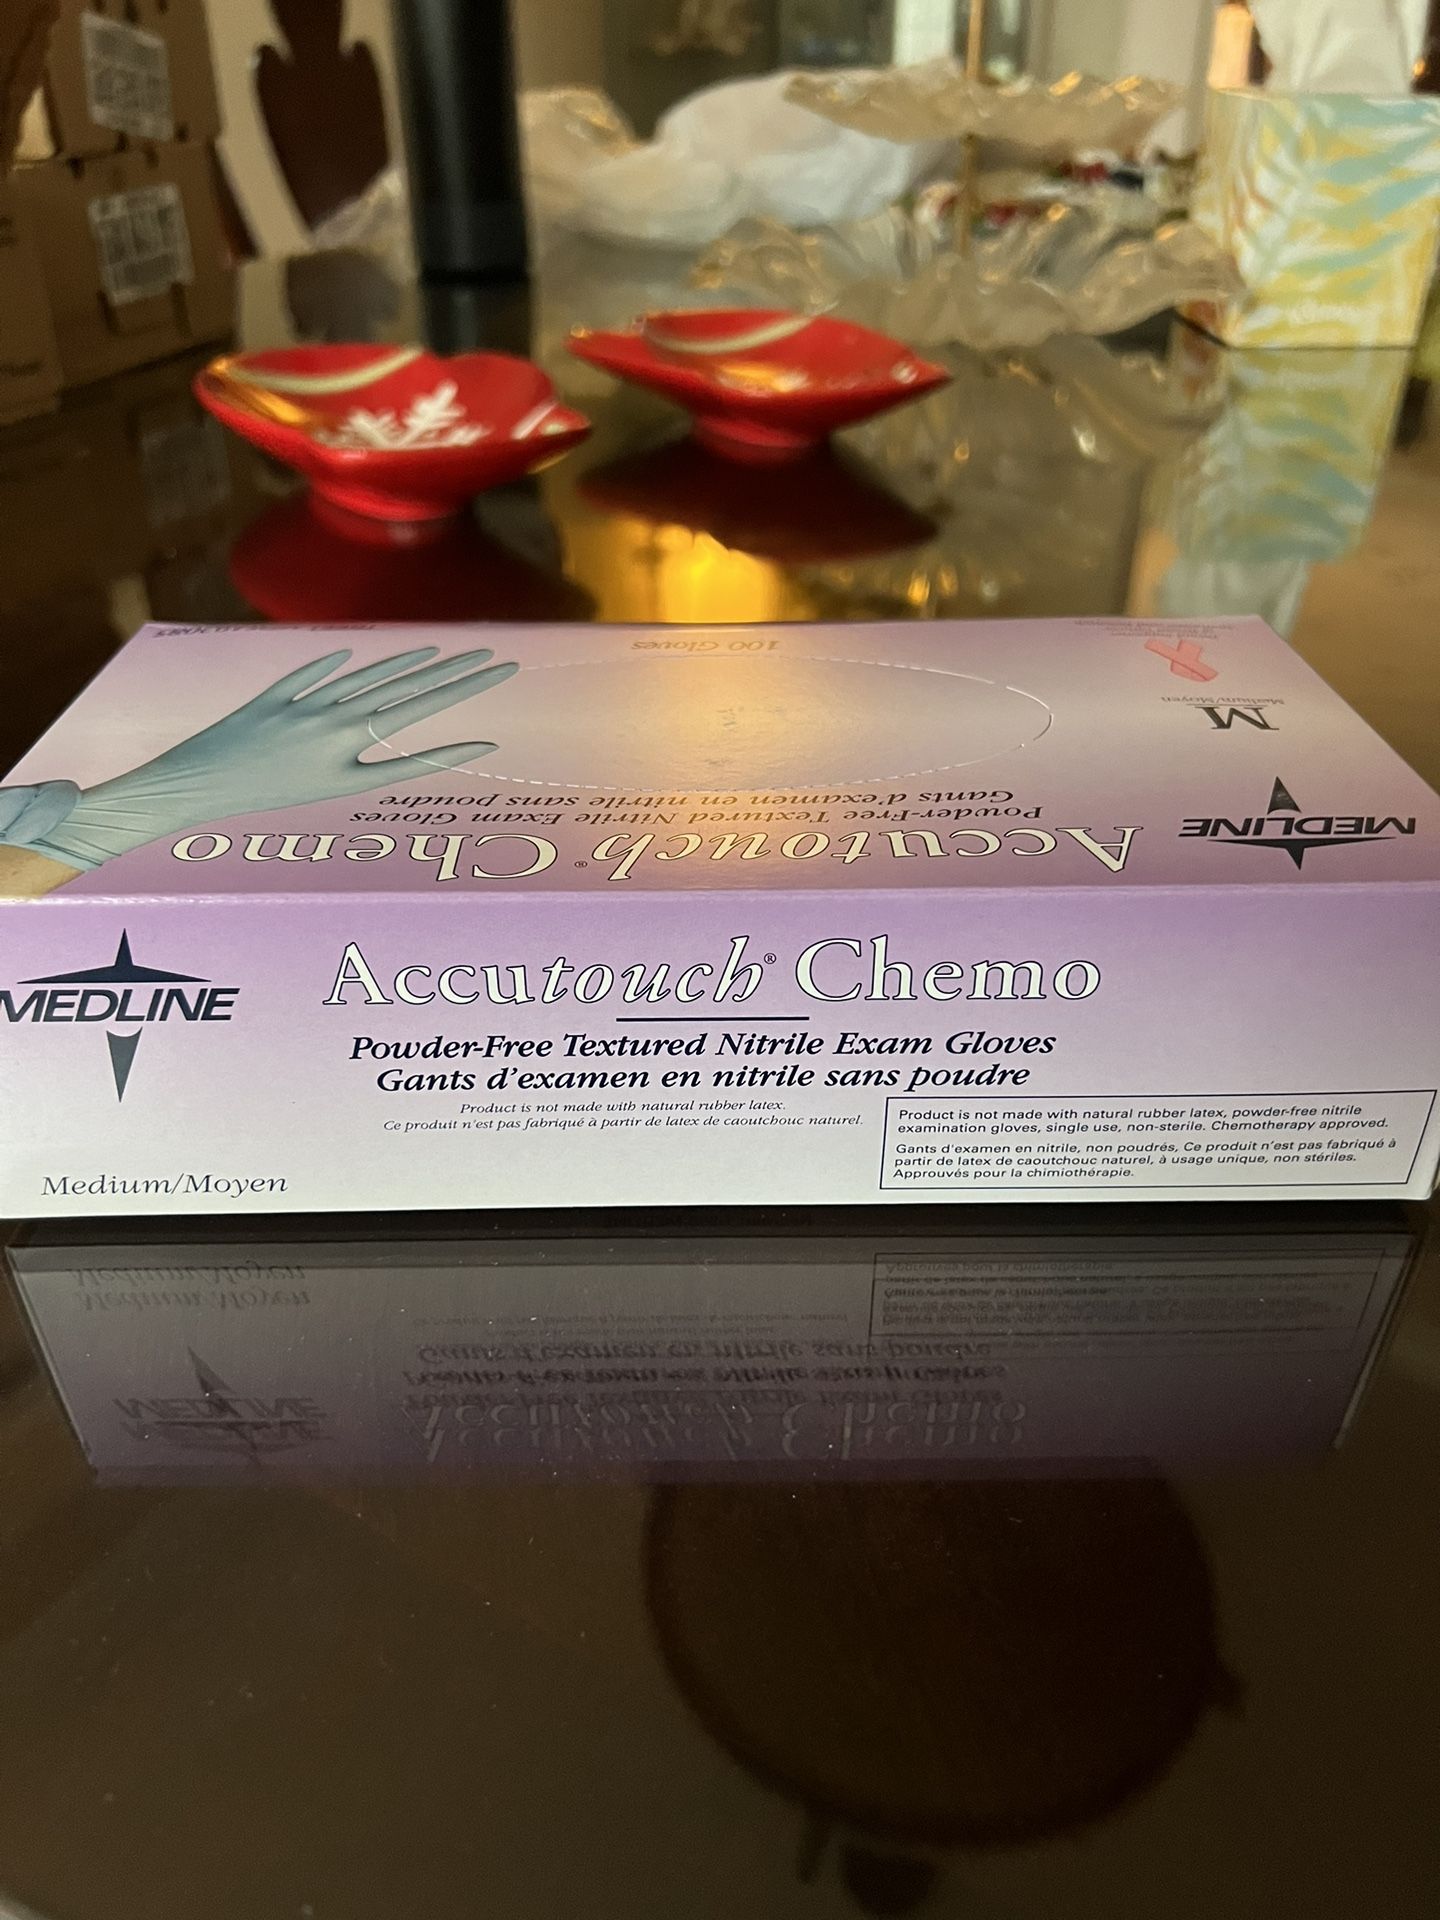 100 Gloves
M
Medium/Moyen
MEDLINE
Accutouch® Chemo
Powder-Free Textured Nitrile Exam Gloves
Gants d'examen en nitrile sans poudre
MEDLINE
Accutouch® Chemo
Powder-Free Textured Nitrile Exam Gloves
Gants d'examen en nitrile sans poudre
Product is not made with natural rubber latex.
Ce produit n'est pas fabriqué à partir de latex de caoutchouc naturel.
Product is not made with natural rubber latex, powder-free nitrile
examination gloves, single use, non-sterile. Chemotherapy approved.
Gants d'examen en nitrile, non poudrés, Ce produit n'est pas fabriqué à
partir de latex de caoutchouc naturel, à usage unique, non stériles.
Approuvés pour la chimiothérapie.
Medium/Moyen